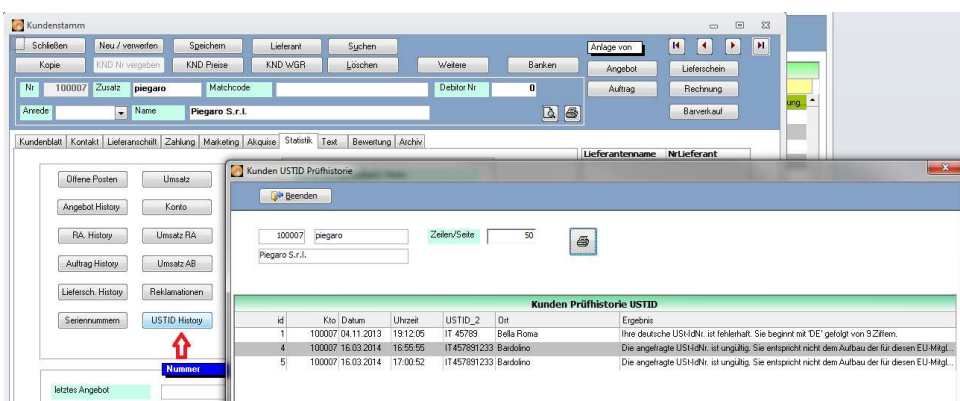 Kundenstamm
Schließen Neu / verwerfen Speichern Lieferant Suchen Anlage von
Kopie KND Nr vergeben KND Preise KND WGR Löschen Weitere Banken Angebot Lieferschein
Nr 100007 Zusatz piegaro Matchcode Debitor Nr 0 Auftrag Rechnung
Anrede Name Piegaro S.r.l. Barverkauf
Kundenblatt Kontakt Lieferanschrift Zahlung Marketing Akquise Statistik Text Bewertung Archiv
Lieferantenname NrLieferant
Kunden USTID Prüfhistorie
Offene Posten Umsatz
Beenden
Angebot History Konto
RA. History Umsatz RA
100007 piegaro Zeilen/Seite 50
Piegaro S.r.l.
Auftrag History Umsatz AB
Liefersch. History Reklamationen
Kunden Prüfhistorie USTID
Seriennummern USTID History
id Kto Datum Uhrzeit USTID_2 Ort Ergebnis
1 100007 04.11.2013 19:12:05 IT 45789 Bella Roma Ihre deutsche USt-IdNr. ist fehlerhaft. Sie beginnt mit 'DE' gefolgt von 9 Ziffern.
4 100007 16.03.2014 16:55:55 IT457891233 Bardolino Die angefragte USt-IdNr. ist ungültig. Sie entspricht nicht dem Aufbau der für diesen EU-Mitgl...
5 100007 16.03.2014 17:00:52 IT457891233 Bardolino Die angefragte USt-IdNr. ist ungültig. Sie entspricht nicht dem Aufbau der für diesen EU-Mitgl...
Nummer
letztes Angebot